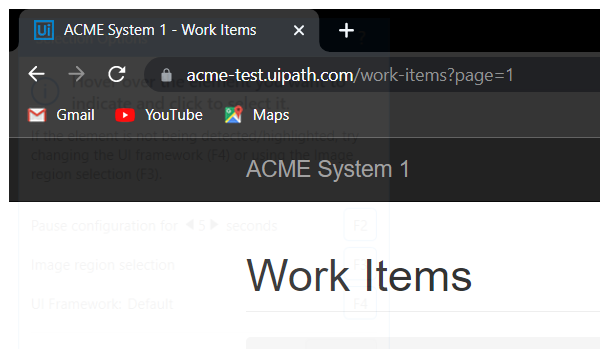 Ui ACME System 1 - Work Items
acme-test.uipath.com/work-items?page=1
Hover over the element you want to
indicate and click to select it.
Gmail YouTube Maps
If the element is not being detected/highlighted, try
changing the UI framework (F4) or using the image
region selection (F3).
ACME System 1
Pause configuration for 5 seconds F2
Image region selection
UI Framework: Default F4
Work Items